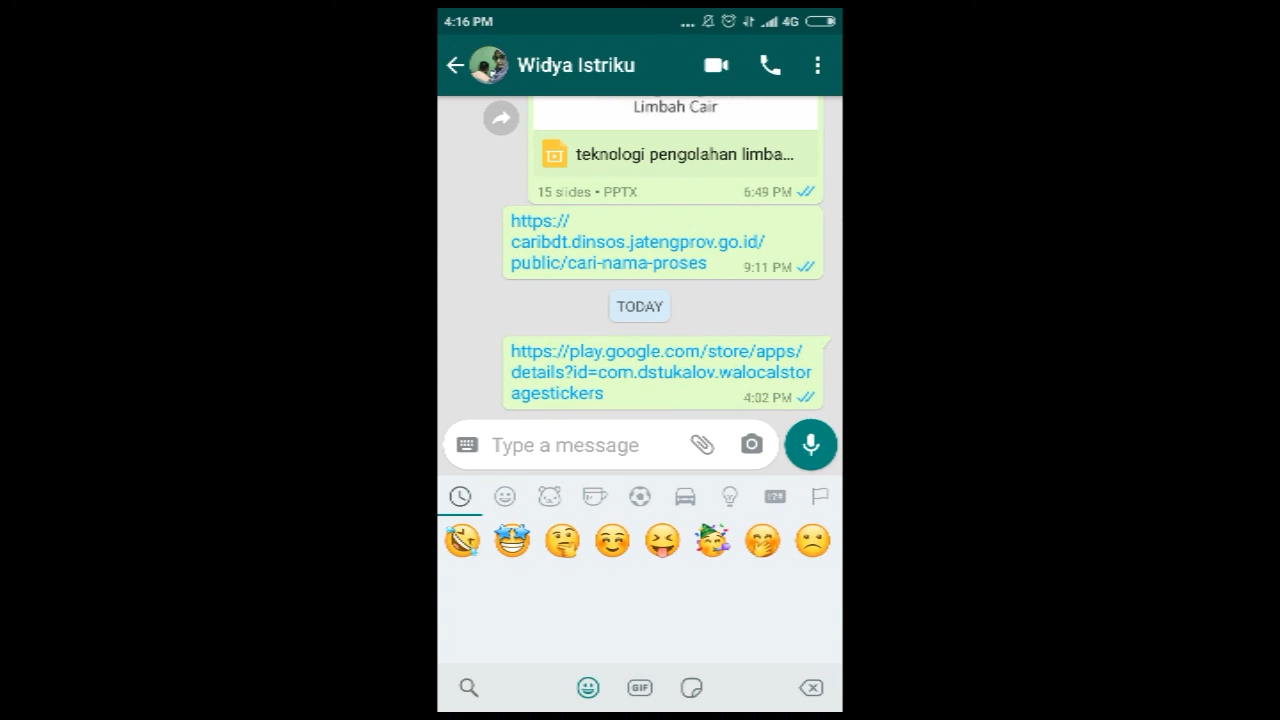 4:16 PM
... 4G
Widya Istriku
Limbah Cair
teknologi pengolahan limba...
15 slides • PPTX 6:49 PM
https://
caribdt.dinsos.jatengprov.go.id/
public/cari-nama-proses 9:11 PM
TODAY
https://play.google.com/store/apps/
details?id=com.dstukalov.walocalstor
agestickers 4:02 PM
Type a message
GIF